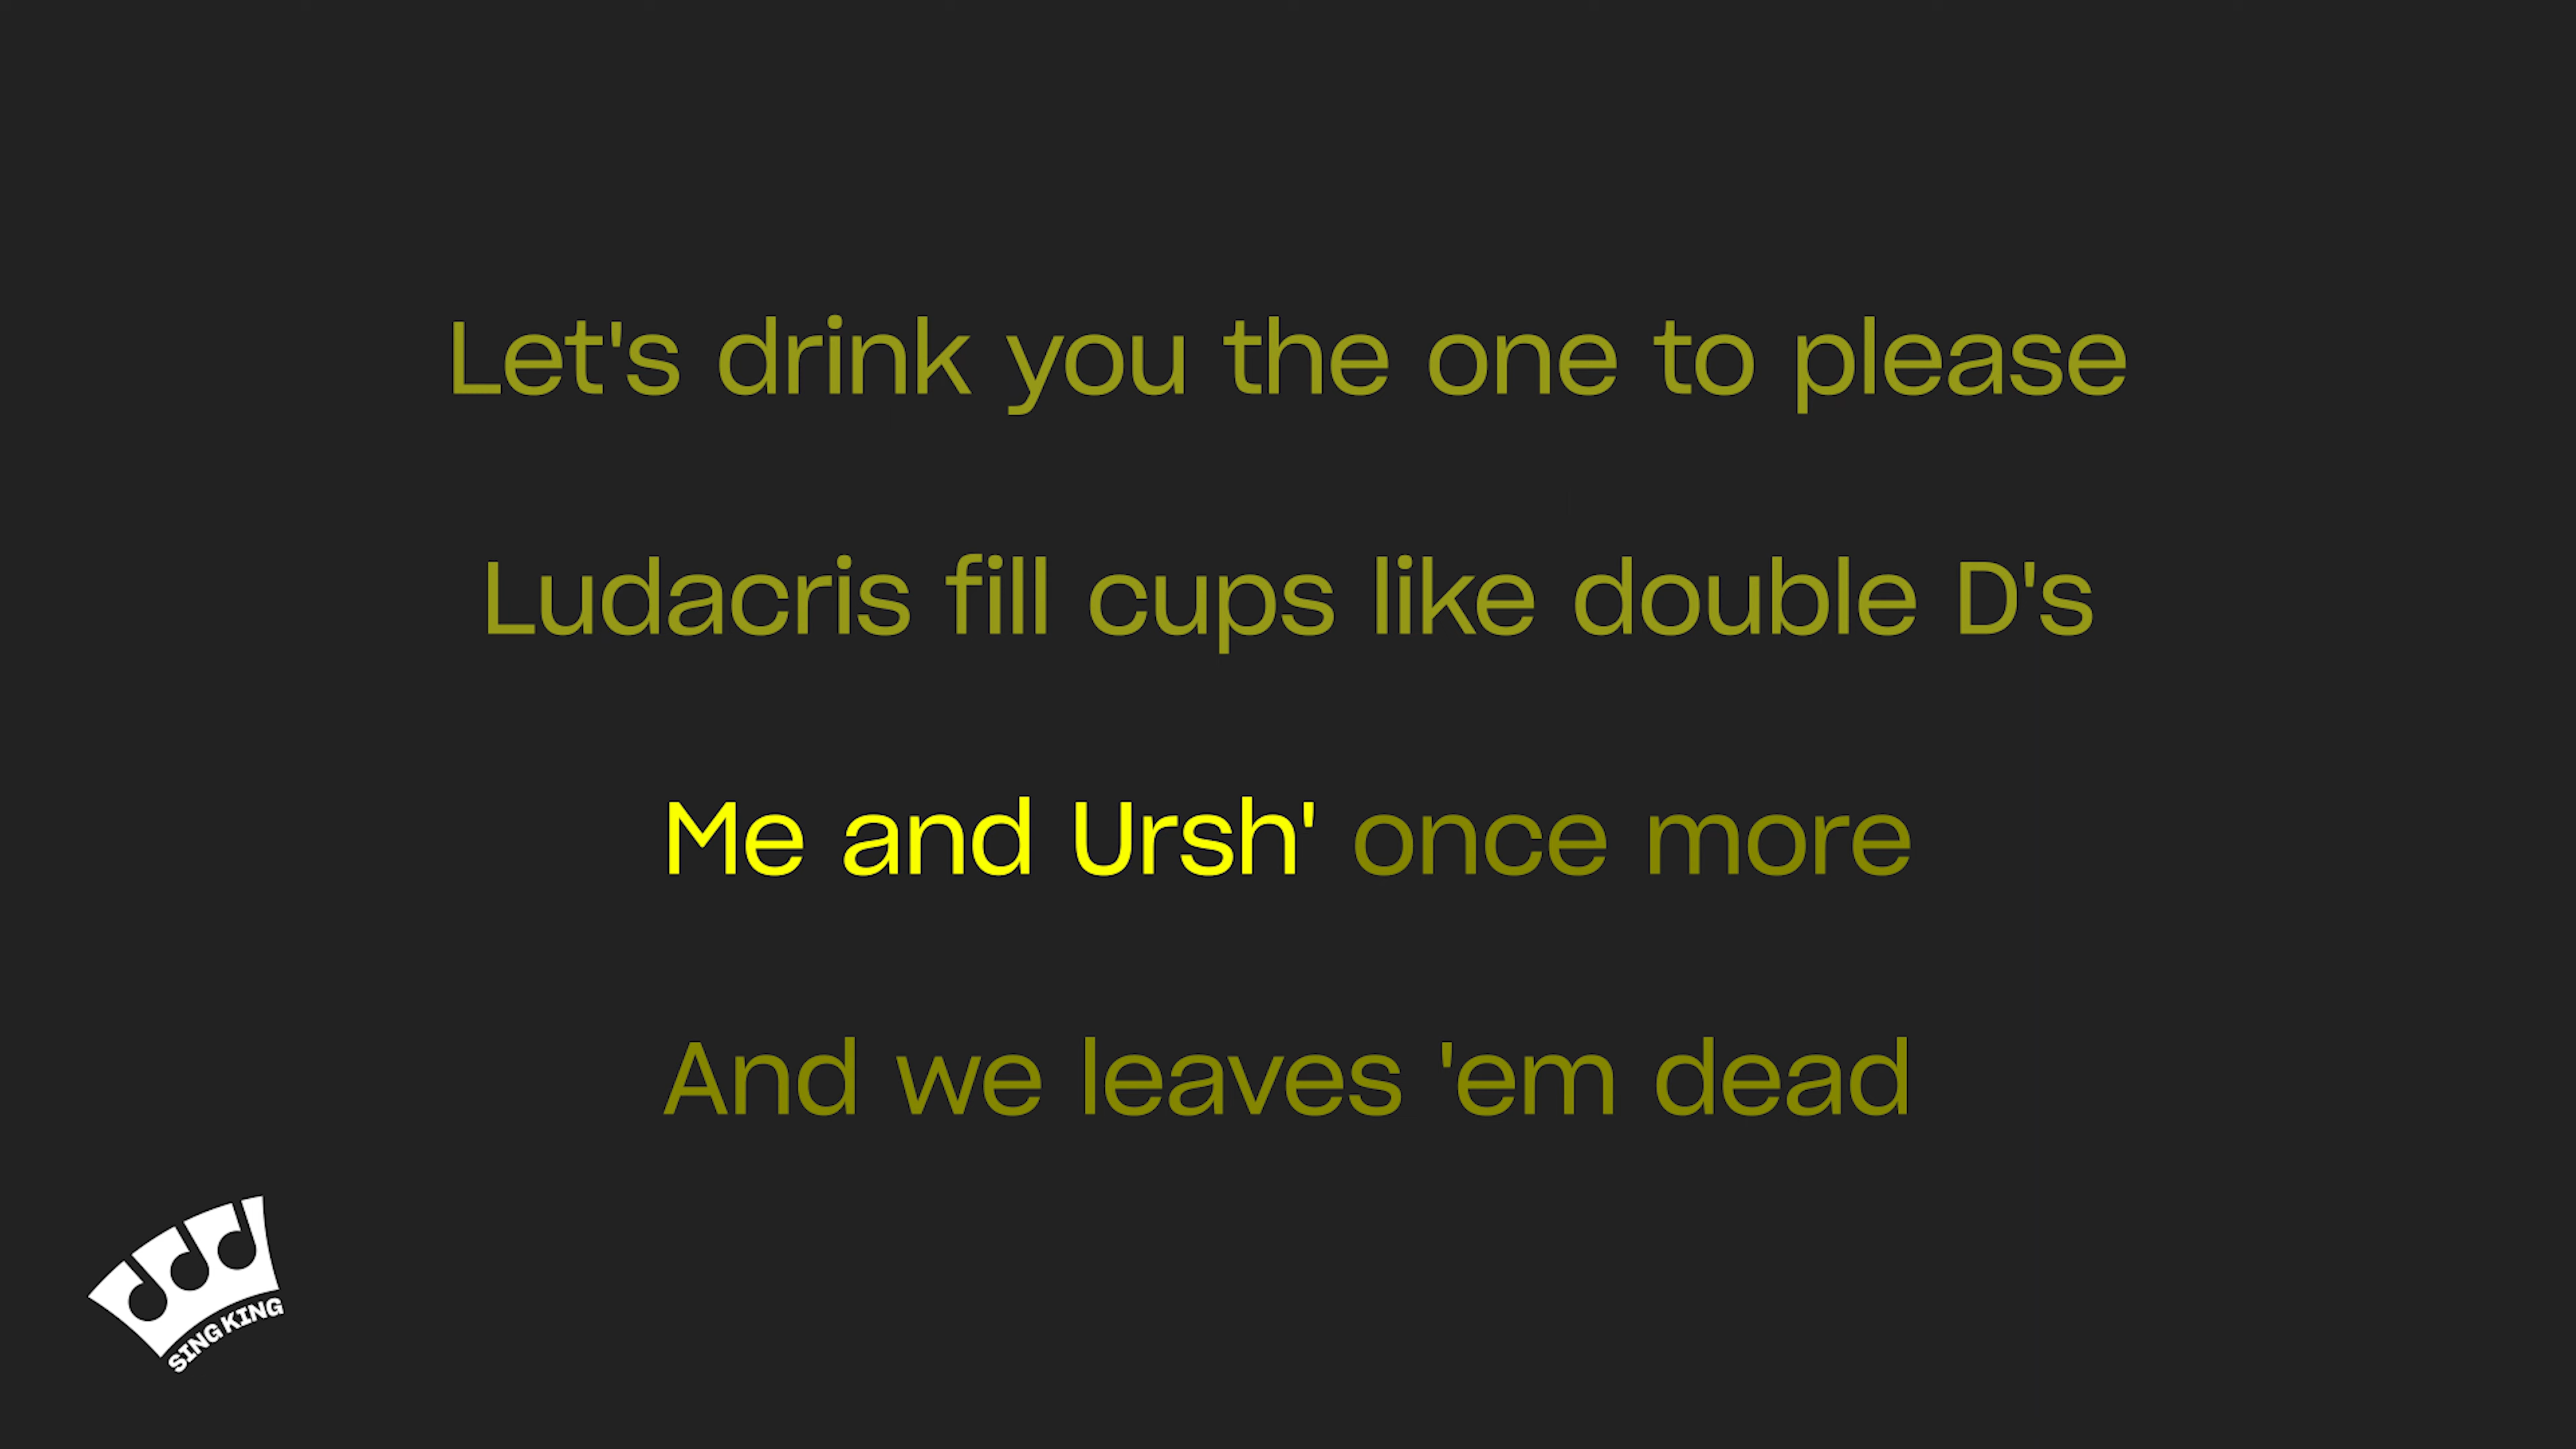 Let's drink you the one to please
Ludacris fill cups like double D's
Me and Ursh' once more
And we leaves 'em dead
SING KING